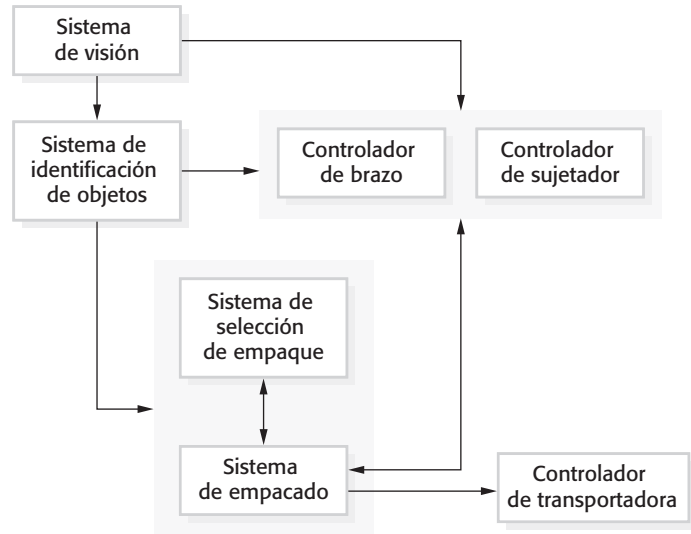 Sistema
de visión
Sistema de
identificación
de objetos
Controlador
de brazo
Controlador
de sujetador
Sistema de
selección
de empaque
Sistema
de empacado
Controlador
de transportadora